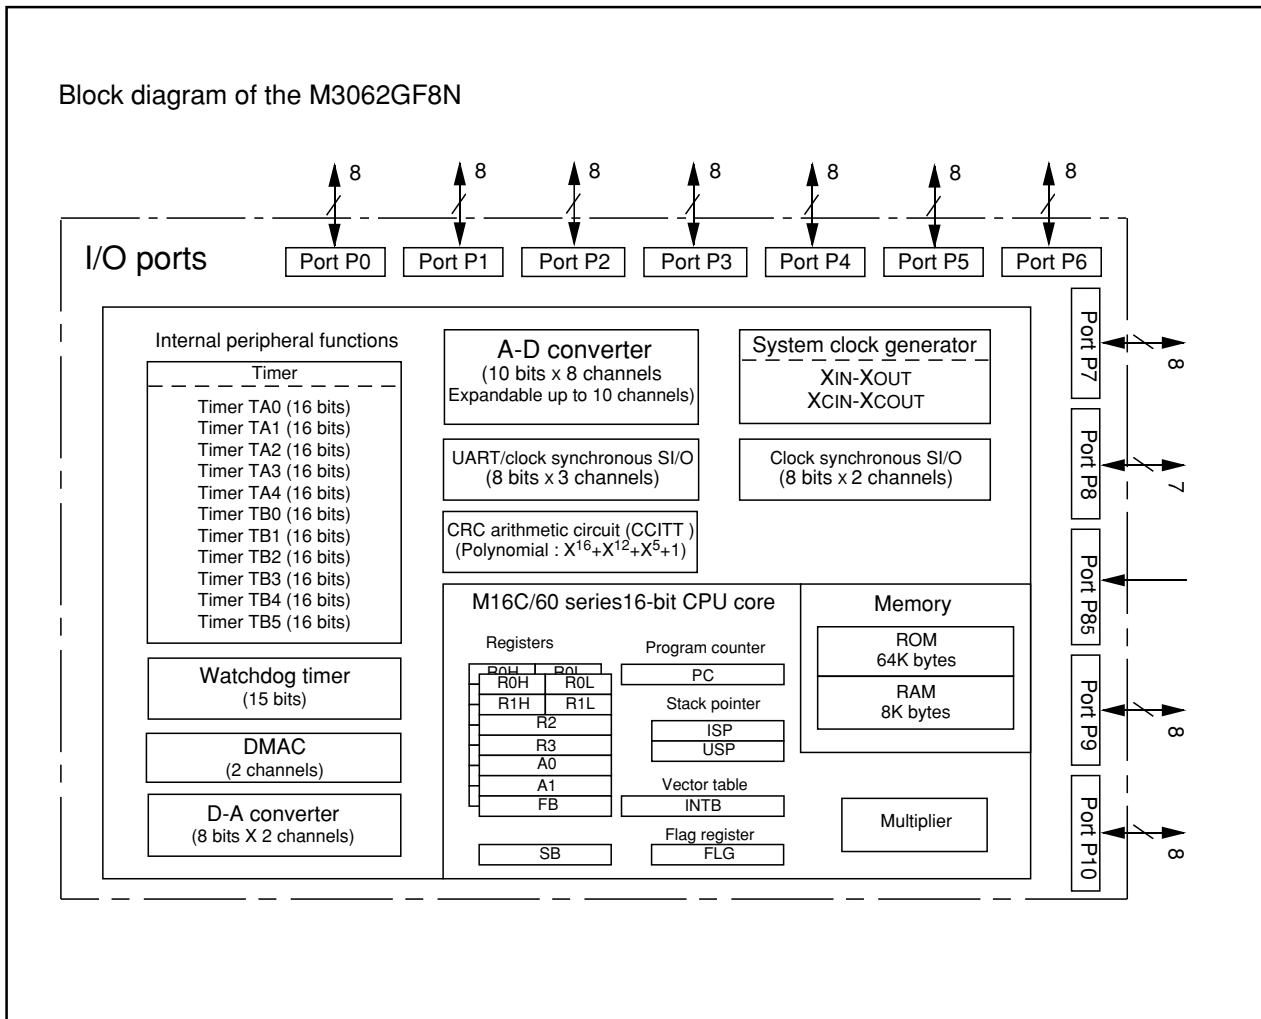 Block diagram of the M3062GF8N
8 8 8 8 8 8 8
I/O ports
Port P0 Port P1 Port P2 Port P3 Port P4 Port P5 Port P6
Port P7
8
Port P8
7
Port P85
Port P9
8
Port P10
8
Internal peripheral functions
Timer
Timer TA0 (16 bits)
Timer TA1 (16 bits)
Timer TA2 (16 bits)
Timer TA3 (16 bits)
Timer TA4 (16 bits)
Timer TB0 (16 bits)
Timer TB1 (16 bits)
Timer TB2 (16 bits)
Timer TB3 (16 bits)
Timer TB4 (16 bits)
Timer TB5 (16 bits)
Watchdog timer
(15 bits)
DMAC
(2 channels)
D-A converter
(8 bits X 2 channels)
A-D converter
(10 bits x 8 channels
Expandable up to 10 channels)
System clock generator
XIN-XOUT
XCIN-XCOUT
UART/clock synchronous SI/O
(8 bits x 3 channels)
Clock synchronous SI/O
(8 bits x 2 channels)
CRC arithmetic circuit (CCITT )
(Polynomial : X16+X12+X5+1)
M16C/60 series16-bit CPU core
Registers
R0H R0L
R0H R0L
R1H R1L
R2
R3
A0
A1
FB
SB
Program counter
PC
Stack pointer
ISP
USP
Vector table
INTB
Flag register
FLG
Memory
ROM
64K bytes
RAM
8K bytes
Multiplier